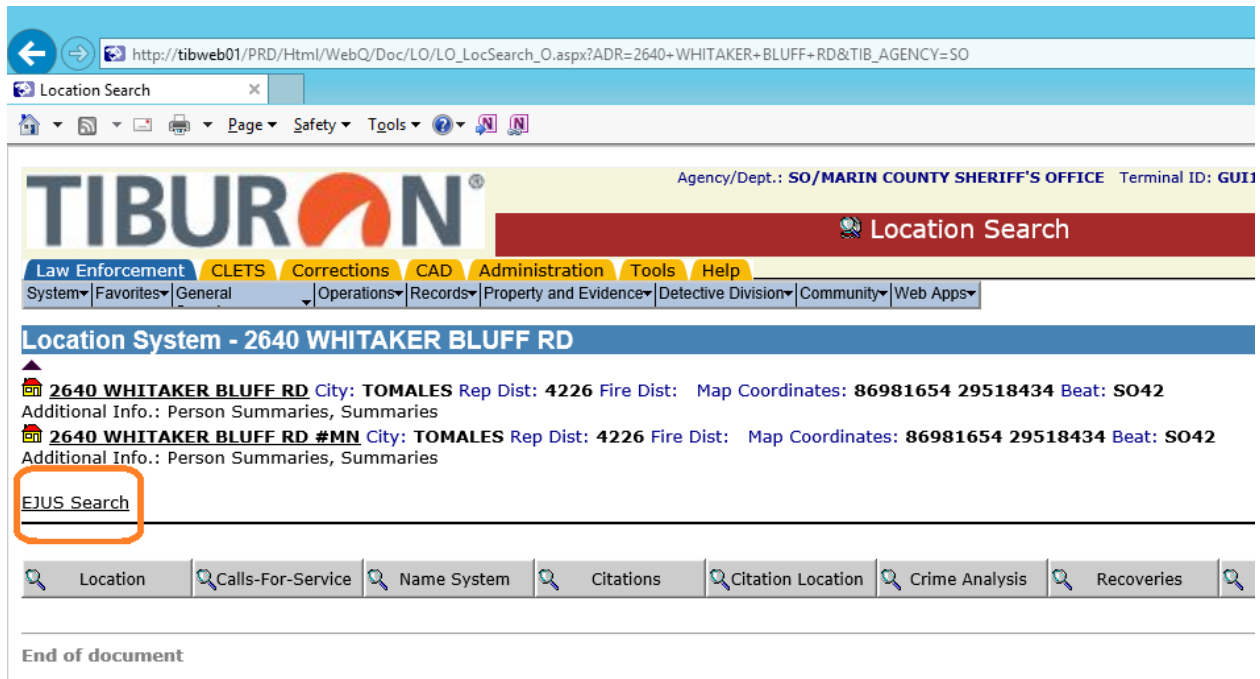 http://tibweb01/PRD/Html/WebQ/Doc/LO/LO_LocSearch_O.aspx?ADR=2640+WHITAKER+BLUFF+RD&TIB_AGENCY=SO
Location Search
Page Safety Tools
TIBURON®
Agency/Dept.: SO/MARIN COUNTY SHERIFF'S OFFICE Terminal ID: GUI1
Location Search
Law Enforcement CLETS Corrections CAD Administration Tools Help
System Favorites General Operations Records Property and Evidence Detective Division Community Web Apps
Location System - 2640 WHITAKER BLUFF RD
2640 WHITAKER BLUFF RD City: TOMALES Rep Dist: 4226 Fire Dist: Map Coordinates: 86981654 29518434 Beat: SO42
Additional Info.: Person Summaries, Summaries
2640 WHITAKER BLUFF RD #MN City: TOMALES Rep Dist: 4226 Fire Dist: Map Coordinates: 86981654 29518434 Beat: SO42
Additional Info.: Person Summaries, Summaries
EJUS Search
Location Calls-For-Service Name System Citations Citation Location Crime Analysis Recoveries
End of document